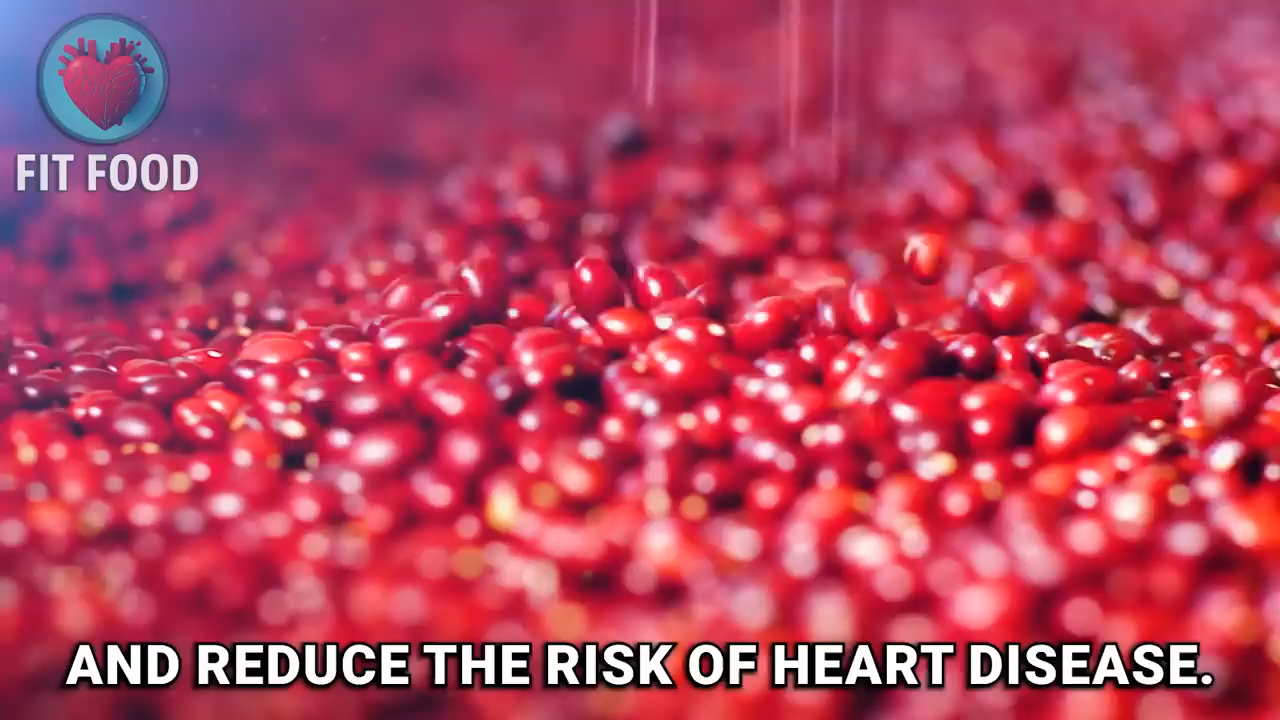 FIT FOOD
AND REDUCE THE RISK OF HEART DISEASE.